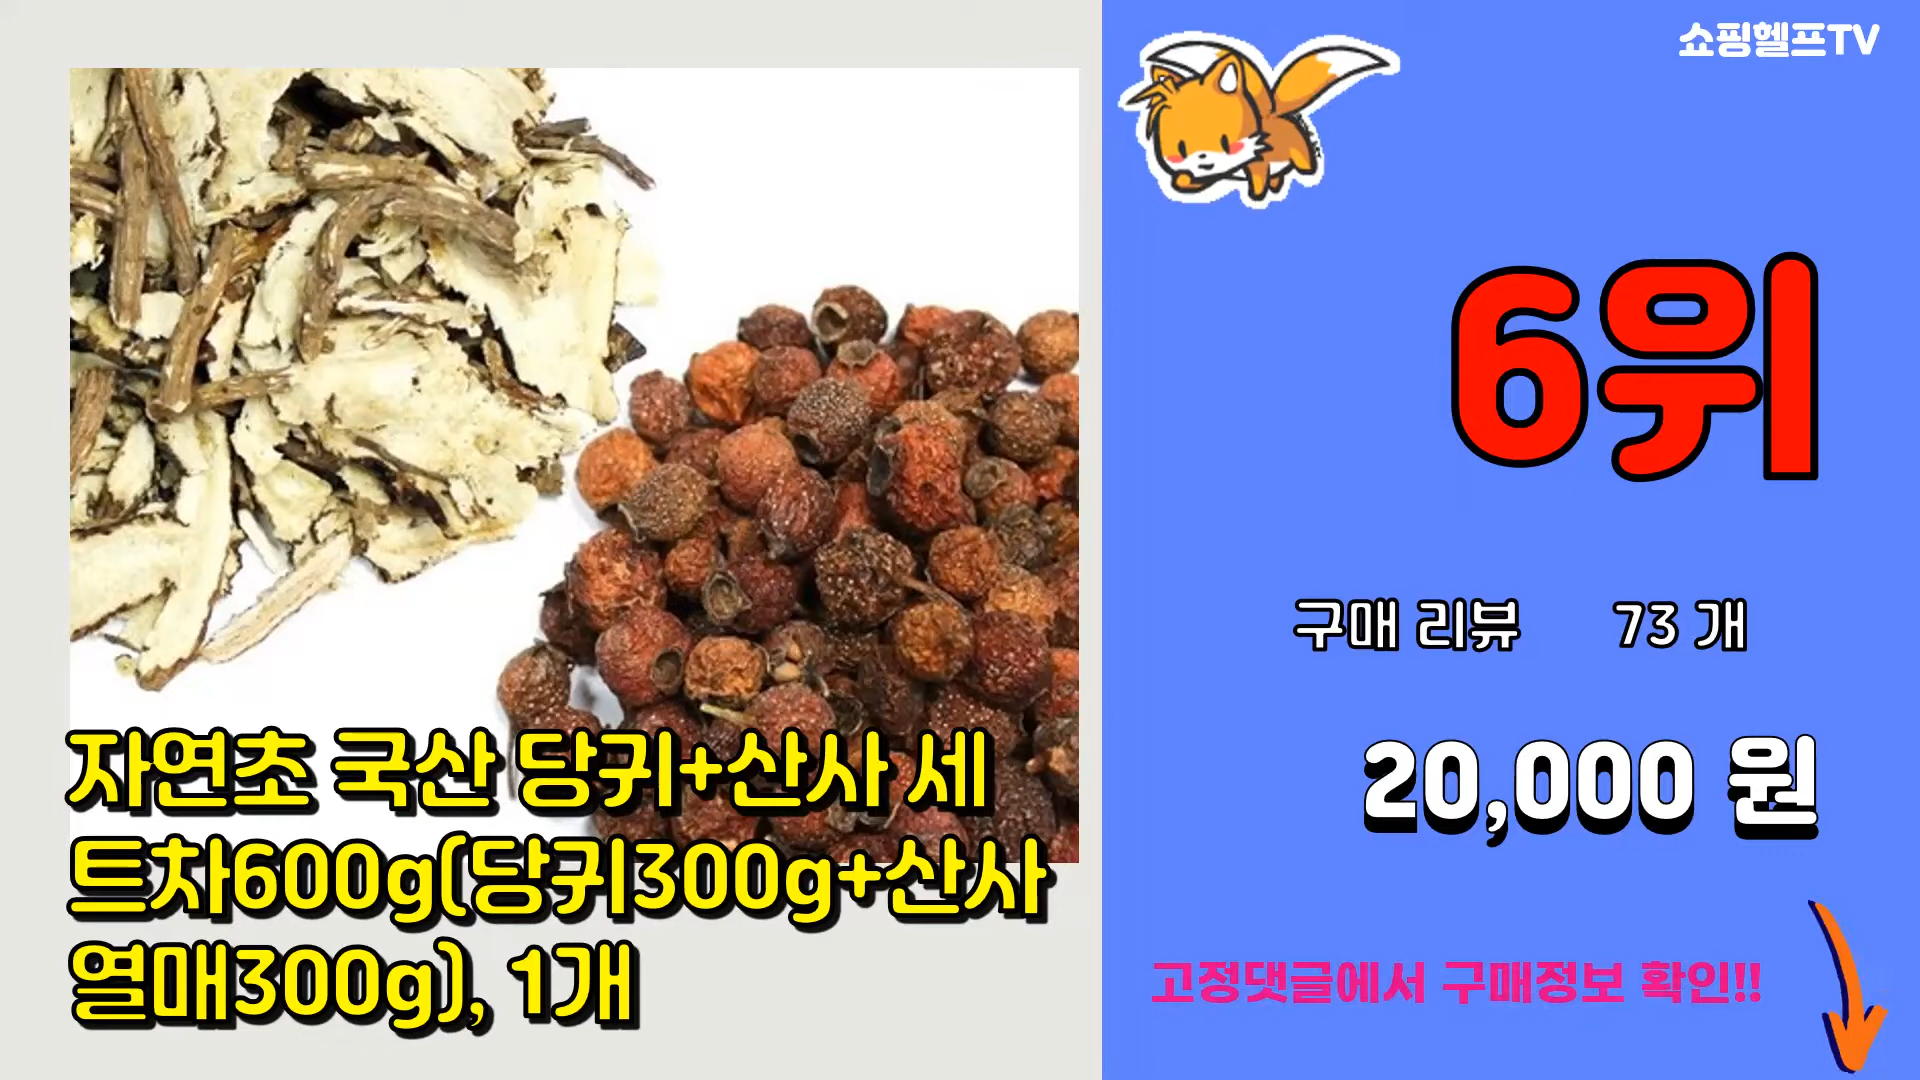 쇼핑헬프TV
6위
구매 리뷰 73 개
20,000 원
자연초 국산 당귀+산사 세
트차600g(당귀300g+산사
열매300g), 1개
고정댓글에서 구매정보 확인!!